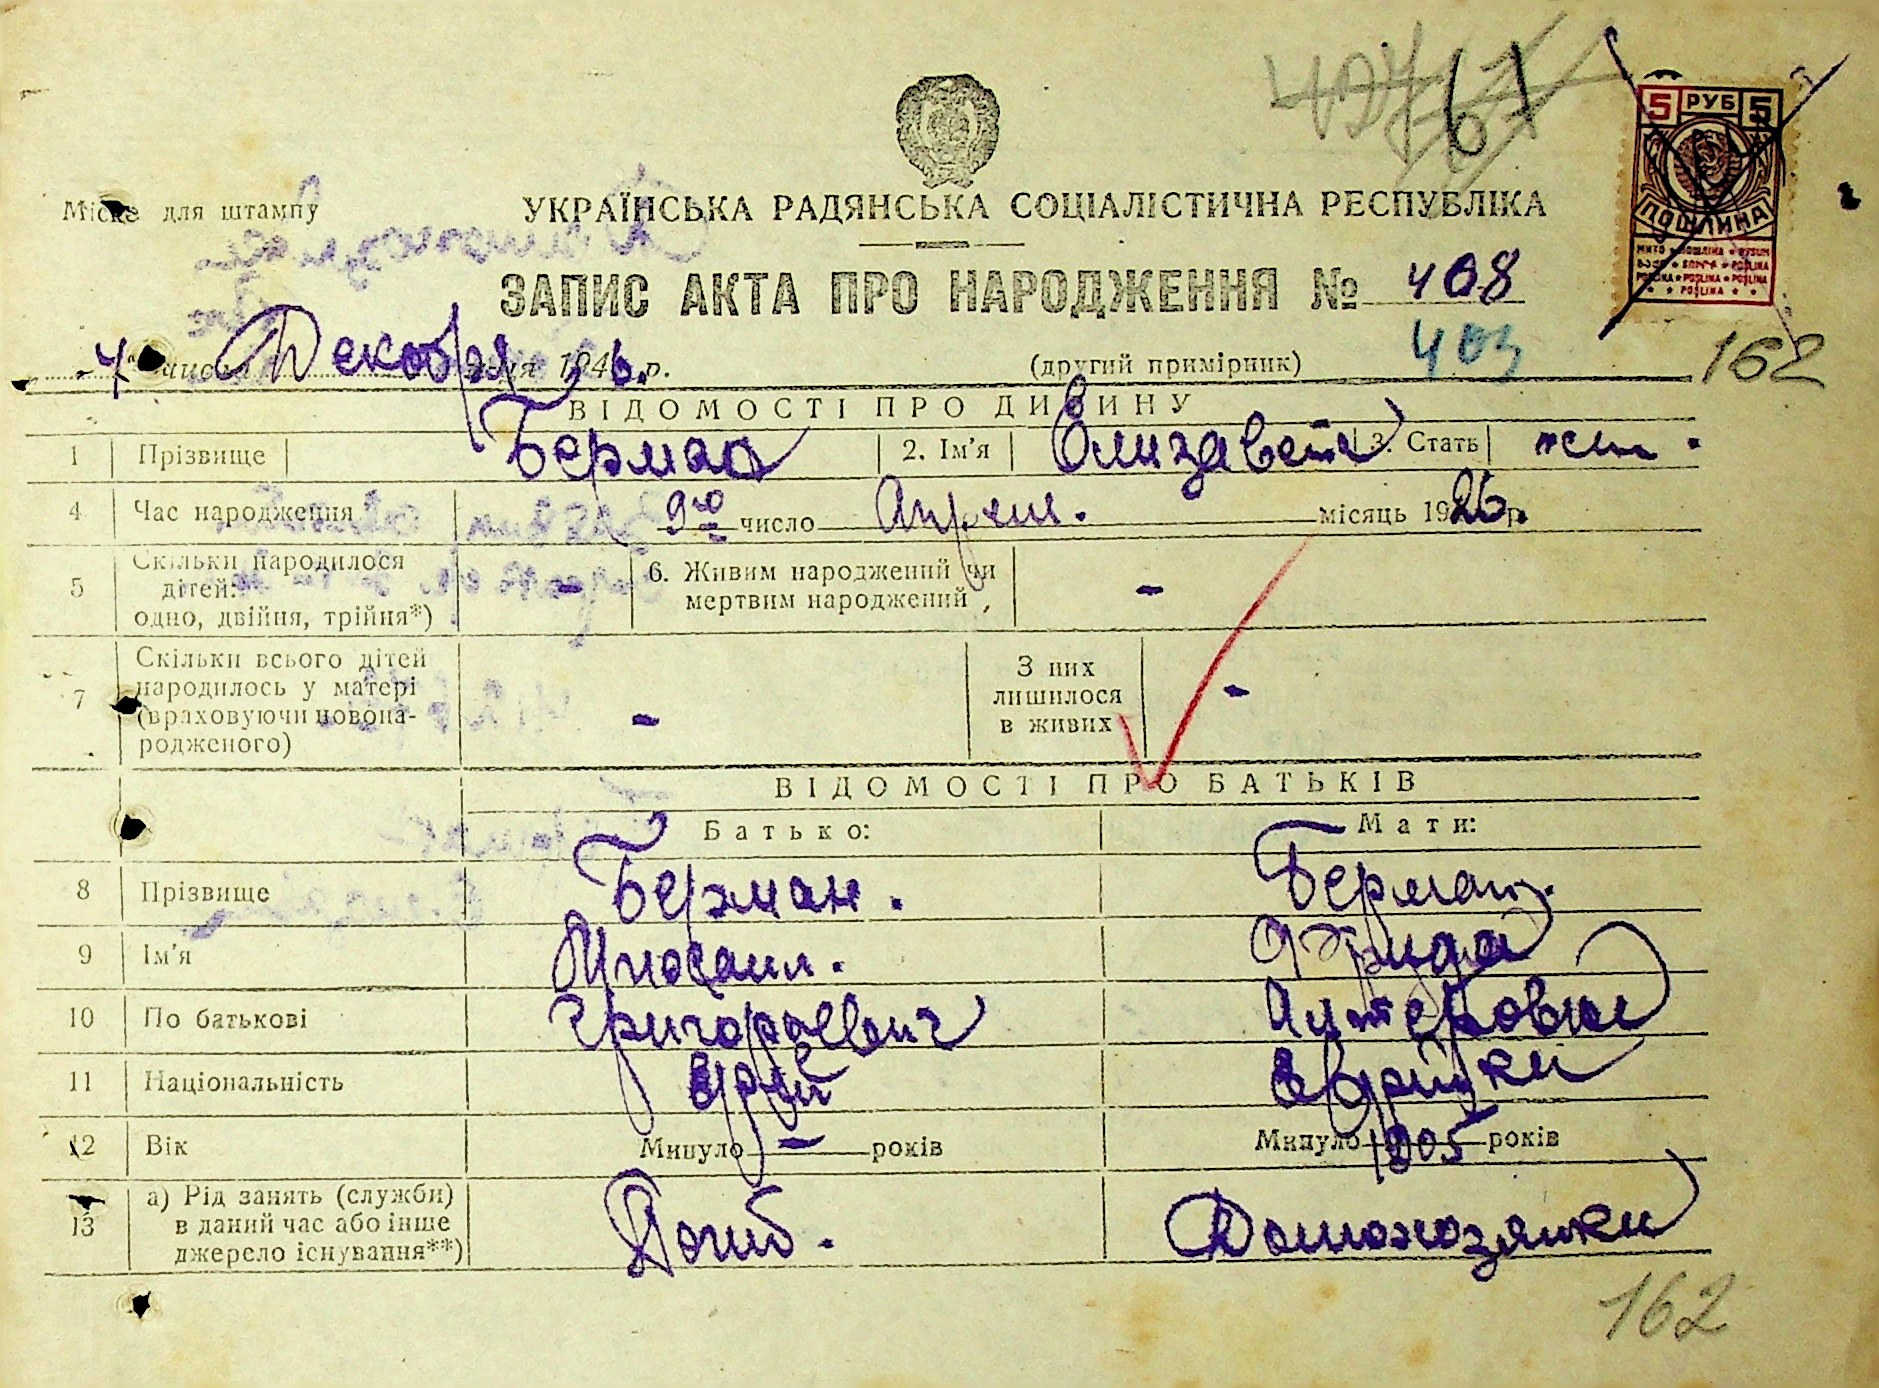 61
5 РУБ 5
ПОШЛИНА
Місце для штампу
УКРАЇНСЬКА РАДЯНСЬКА СОЦІАЛІСТИЧНА РЕСПУБЛІКА
ЗАПИС АКТА ПРО НАРОДЖЕННЯ № 408
403
4 Декабря 194 р.
(другий примірник)
162
ВІДОМОСТІ ПРО ДИТИНУ
1 Прізвище Берман 2. Ім'я Елизавета 3. Стать жен.
4 Час народження 9го число Апреля. місяць 1926 р.
5 Скільки народилося дітей: одно, двійня, трійня*) - 6. Живим народжений чи мертвим народжений -
7 Скільки всього дітей народилось у матері (враховуючи новонародженого) - З них лишилося в живих -
ВІДОМОСТІ ПРО БАТЬКІВ
Батько: Мати:
8 Прізвище Берман. Берман.
9 Ім'я Фрида
10 По батькові Григорьевич
11 Національність Еврей Еврейка
12 Вік Минуло — років Минуло 1905 років
13 а) Рід занять (служби) в даний час або інше джерело існування**) Погиб. Домохозяйка
162